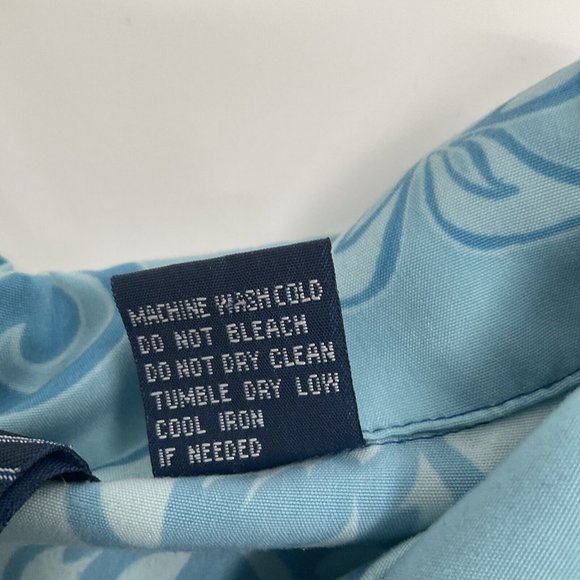 MACHINE WASH COLD
DO NOT BLEACH
DO NOT DRY CLEAN
TUMBLE DRY LOW
COOL IRON
IF NEEDED